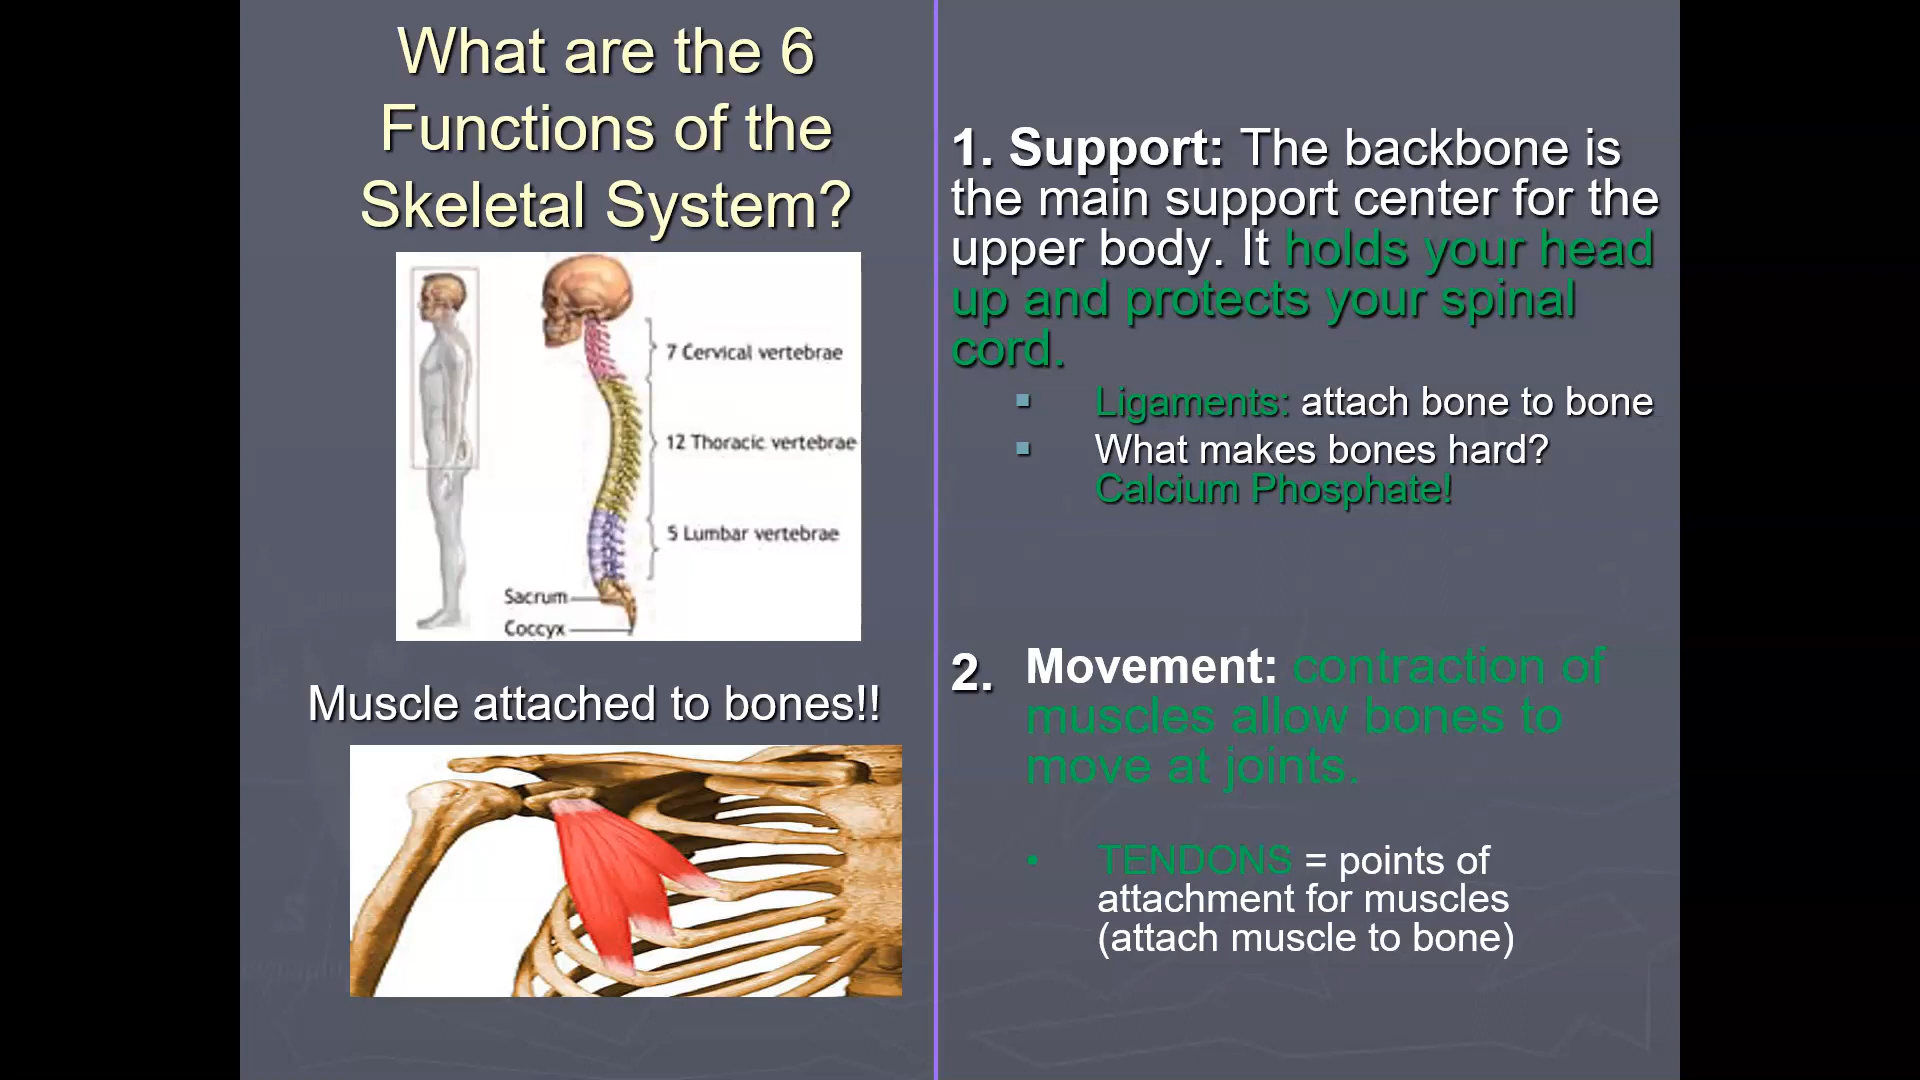 What are the 6
Functions of the
Skeletal System?
7 Cervical vertebrae
12 Thoracic vertebrae
5 Lumbar vertebrae
Sacrum
Coccyx
Muscle attached to bones!!
1. Support: The backbone is
the main support center for the
upper body. It holds your head
up and protects your spinal
cord.
Ligaments: attach bone to bone
What makes bones hard?
Calcium Phosphate!
2. Movement: contraction of
muscles allow bones to
move at joints.
TENDONS = points of
attachment for muscles
(attach muscle to bone)